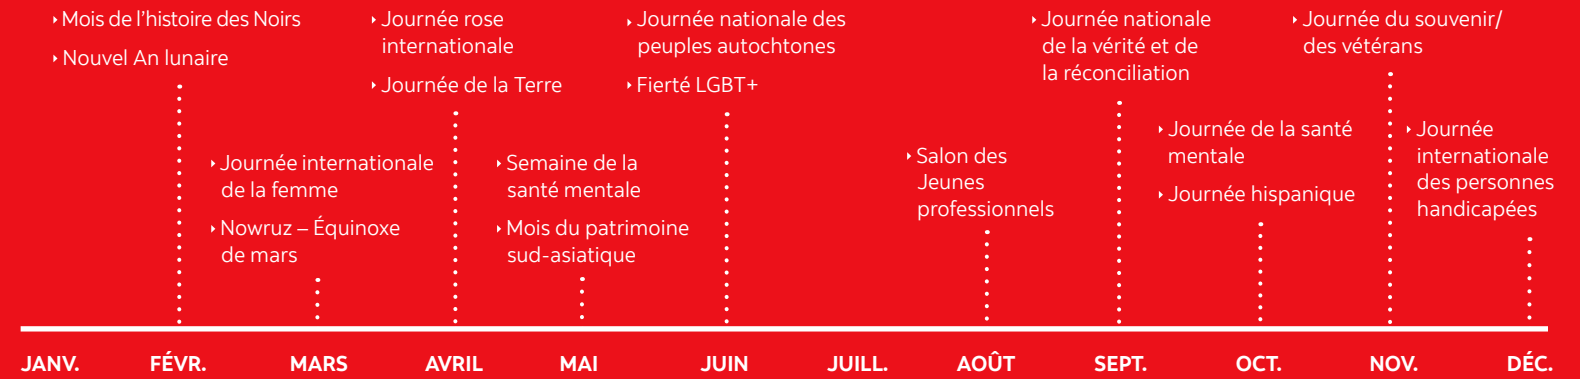 ‣ Mois de l'histoire des Noirs
‣ Nouvel An lunaire
‣ Journée internationale
de la femme
‣ Nowruz – Équinoxe
de mars
‣ Journée rose
internationale
‣ Journée de la Terre
‣ Semaine de la
santé mentale
‣ Mois du patrimoine
sud-asiatique
‣ Journée nationale des
peuples autochtones
‣ Fierté LGBT+
‣ Salon des
Jeunes
professionnels
‣ Journée nationale
de la vérité et de
la réconciliation
‣ Journée de la santé
mentale
‣ Journée hispanique
‣ Journée du souvenir/
des vétérans
‣ Journée
internationale
des personnes
handicapées
JANV. FÉVR. MARS AVRIL MAI JUIN JUILL. AOÛT SEPT. OCT. NOV. DÉC.